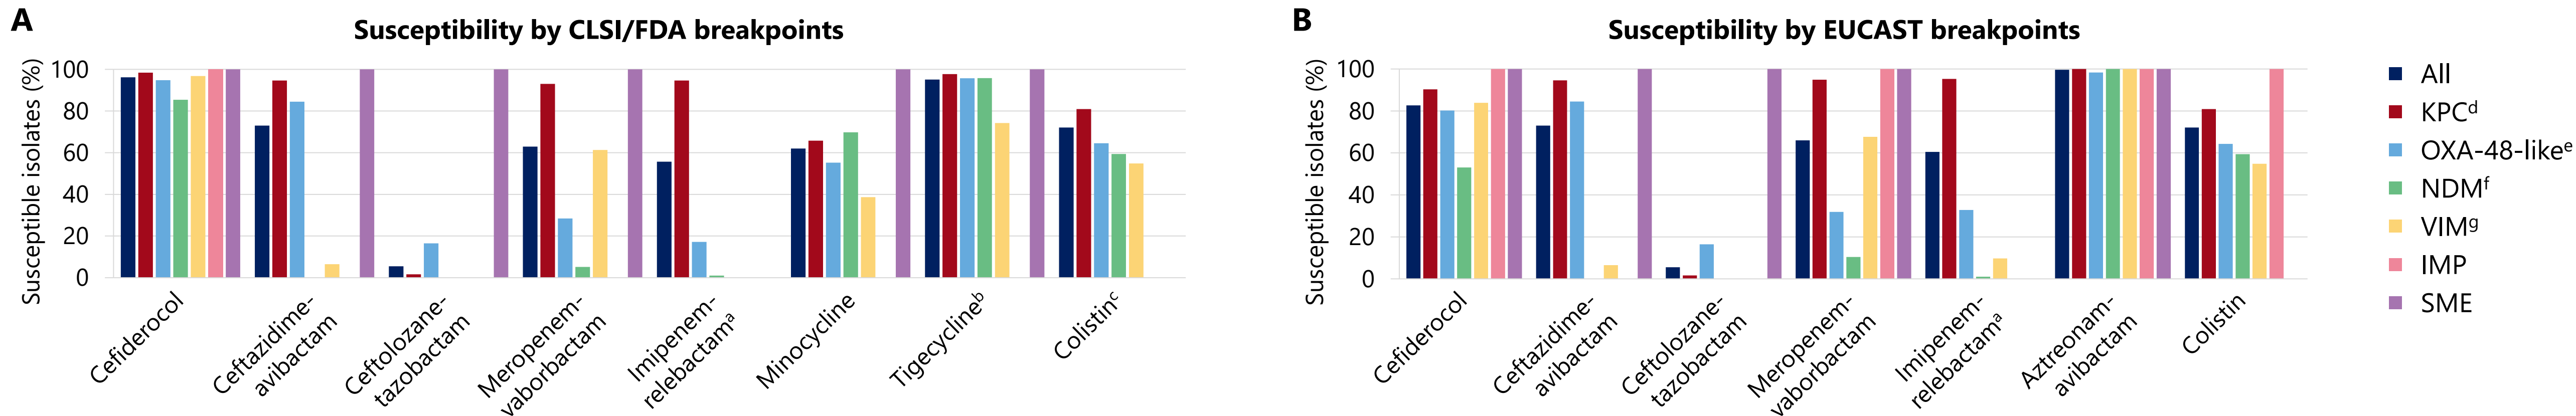 A
Susceptibility by CLSI/FDA breakpoints
Susceptible isolates (%)
100
80
60
40
20
0
Cefiderocol
Ceftazidime-
avibactam
Ceftolozane-
tazobactam
Meropenem-
vaborbactam
Imipenem-
relebactamᵃ
Minocycline
Tigecyclineᵇ
Colistinᶜ
B
Susceptibility by EUCAST breakpoints
Susceptible isolates (%)
100
80
60
40
20
0
Cefiderocol
Ceftazidime-
avibactam
Ceftolozane-
tazobactam
Meropenem-
vaborbactam
Imipenem-
relebactamᵃ
Aztreonam-
avibactam
Colistin
All
KPCᵈ
OXA-48-likeᵉ
NDMᶠ
VIMᵍ
IMP
SME